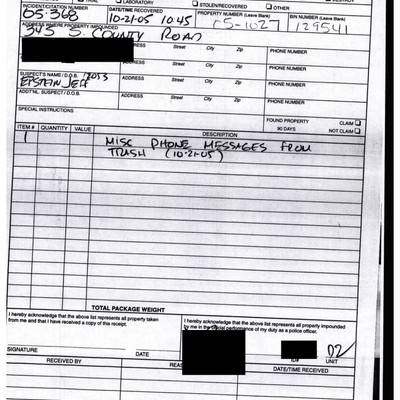 LABORATORY STOLEN/RECOVERED
INCIDENT/CITATION NUMBER DATE/TIME RECOVERED PROPERTY NUMBER (Leave Blank) BIN NUMBER (Leave Blank)
05-368 10-21-05 10:45 05-1027 129541
ADDRESS WHERE PROPERTY IMPOUNDED
345 S. COUNTY ROAD
ADDRESS Street City Zip PHONE NUMBER
ADDRESS Street City Zip PHONE NUMBER
SUSPECT'S NAME / D.O.B. ADDRESS Street City Zip PHONE NUMBER
EPSTEIN JEFF
ADDT'NL. SUSPECT / D.O.B. ADDRESS Street City Zip PHONE NUMBER
SPECIAL INSTRUCTIONS FOUND PROPERTY CLAIM
90 DAYS NOT CLAIM
ITEM # QUANTITY VALUE DESCRIPTION
1 MISC PHONE MESSAGES FROM
TRASH (10-21-05)
TOTAL PACKAGE WEIGHT
I hereby acknowledge that the above list represents all property taken
from me and that I have received a copy of this receipt.
I hereby acknowledge that the above list represents all property impounded
by me in the official performance of my duty as a police officer.
02
SIGNATURE DATE ID# UNIT
RECEIVED BY DATE/TIME RECEIVED